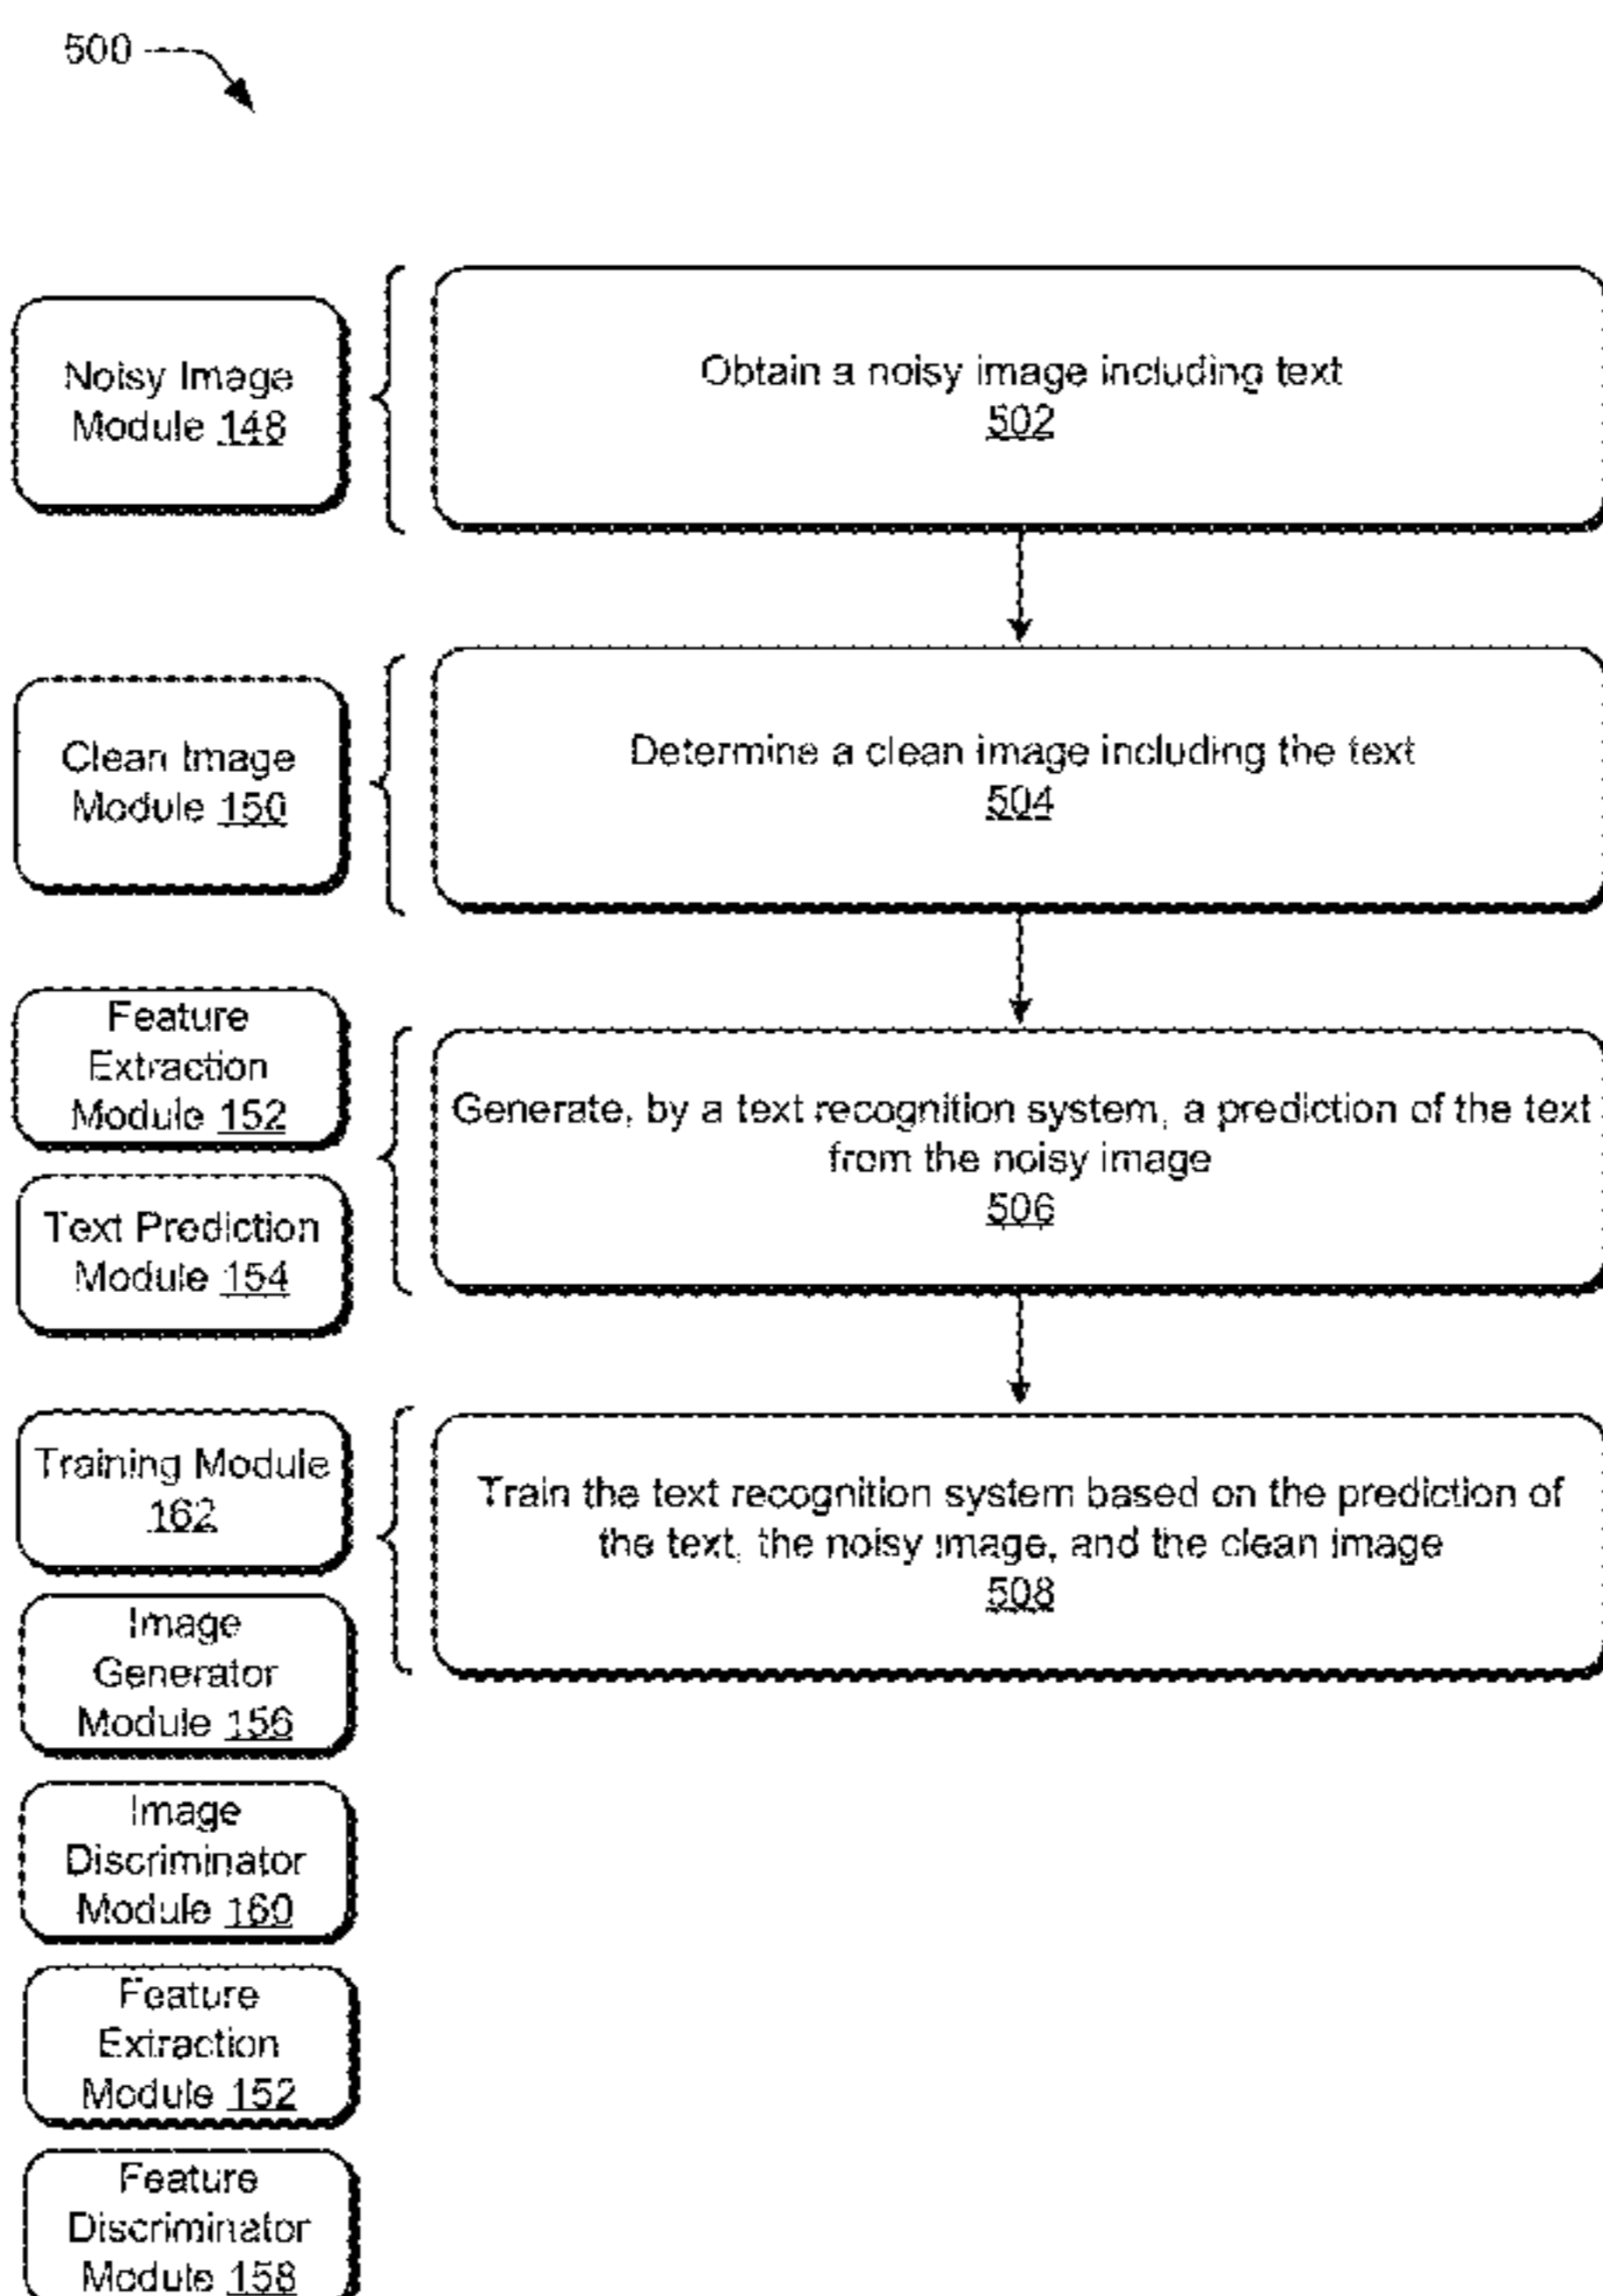 500
Noisy Image
Module 148
Obtain a noisy image including text
502
Clean Image
Module 150
Determine a clean image including the text
504
Feature
Extraction
Module 152
Text Prediction
Module 154
Generate, by a text recognition system, a prediction of the text
from the noisy image
506
Training Module
162
Train the text recognition system based on the prediction of
the text, the noisy image, and the clean image
508
Image
Generator
Module 156
Image
Discriminator
Module 160
Feature
Extraction
Module 152
Feature
Discriminator
Module 158